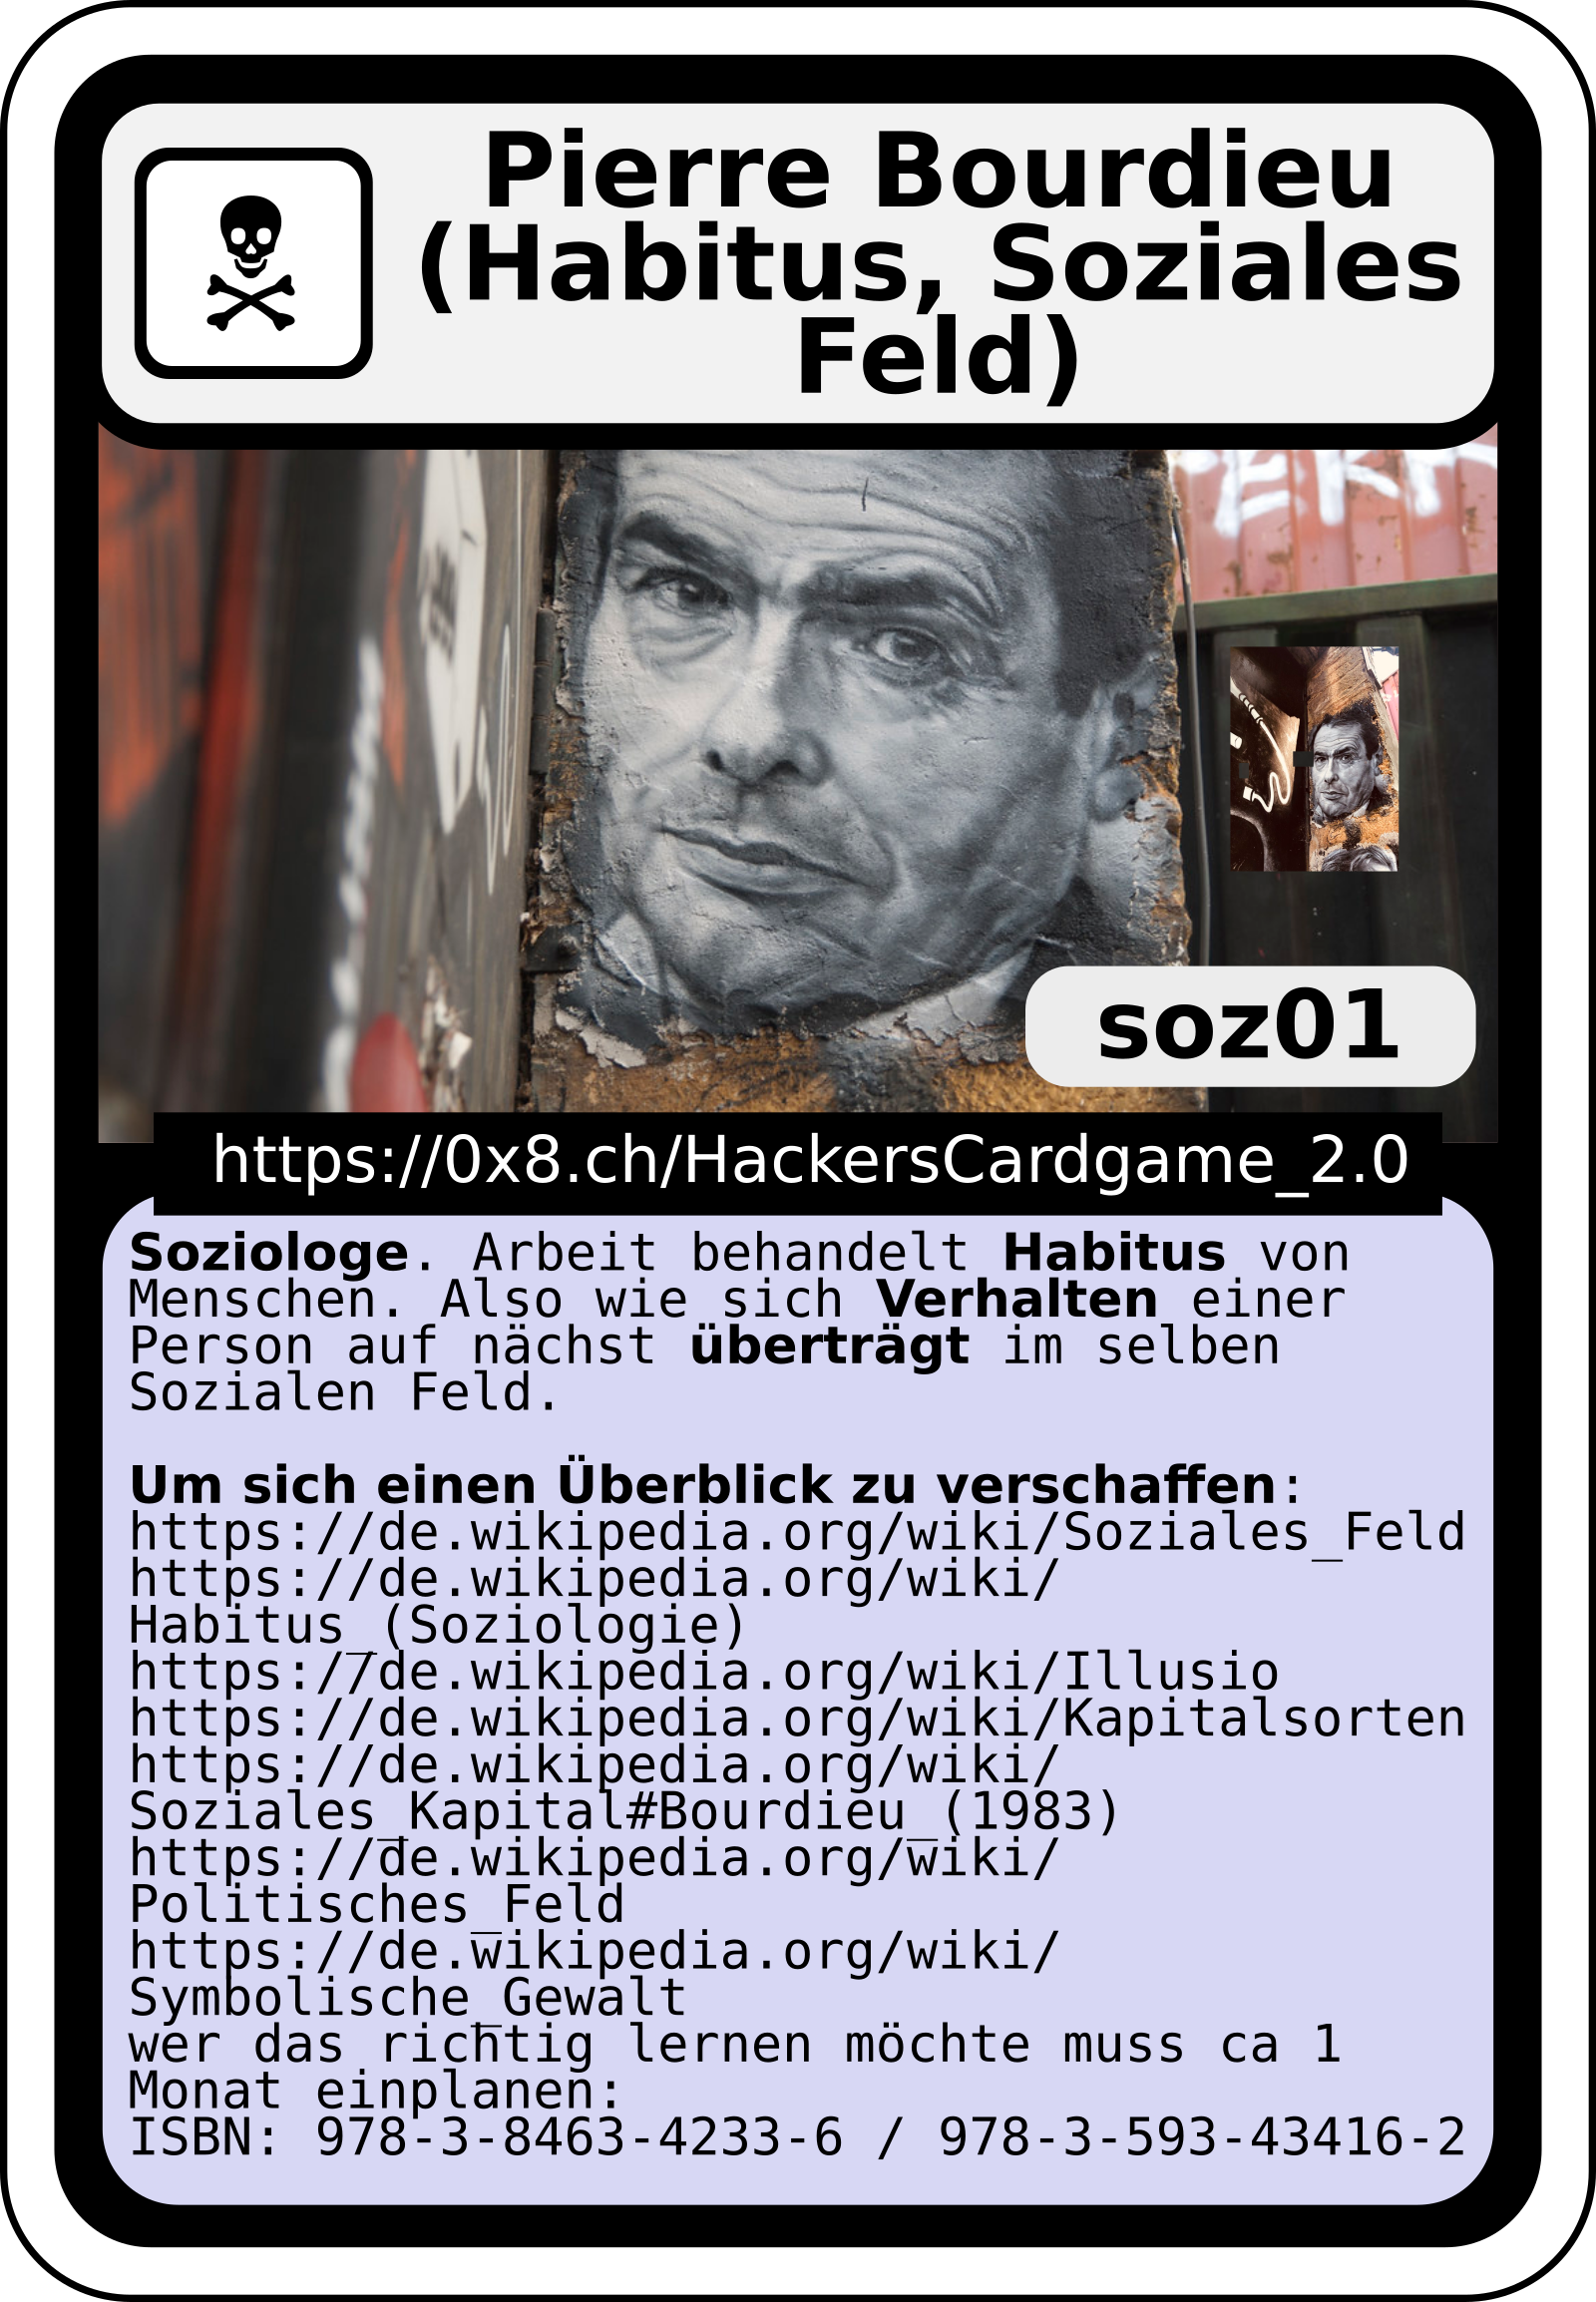 Pierre Bourdieu
(Habitus, Soziales
Feld)
soz01
https://0x8.ch/HackersCardgame_2.0
Soziologe. Arbeit behandelt Habitus von
Menschen. Also wie sich Verhalten einer
Person auf nächst überträgt im selben
Sozialen Feld.
Um sich einen Überblick zu verschaffen:
https://de.wikipedia.org/wiki/Soziales_Feld
https://de.wikipedia.org/wiki/
Habitus_(Soziologie)
https://de.wikipedia.org/wiki/Illusio
https://de.wikipedia.org/wiki/Kapitalsorten
https://de.wikipedia.org/wiki/
Soziales_Kapital#Bourdieu_(1983)
https://de.wikipedia.org/wiki/
Politisches_Feld
https://de.wikipedia.org/wiki/
Symbolische_Gewalt
wer das richtig lernen möchte muss ca 1
Monat einplanen:
ISBN: 978-3-8463-4233-6 / 978-3-593-43416-2